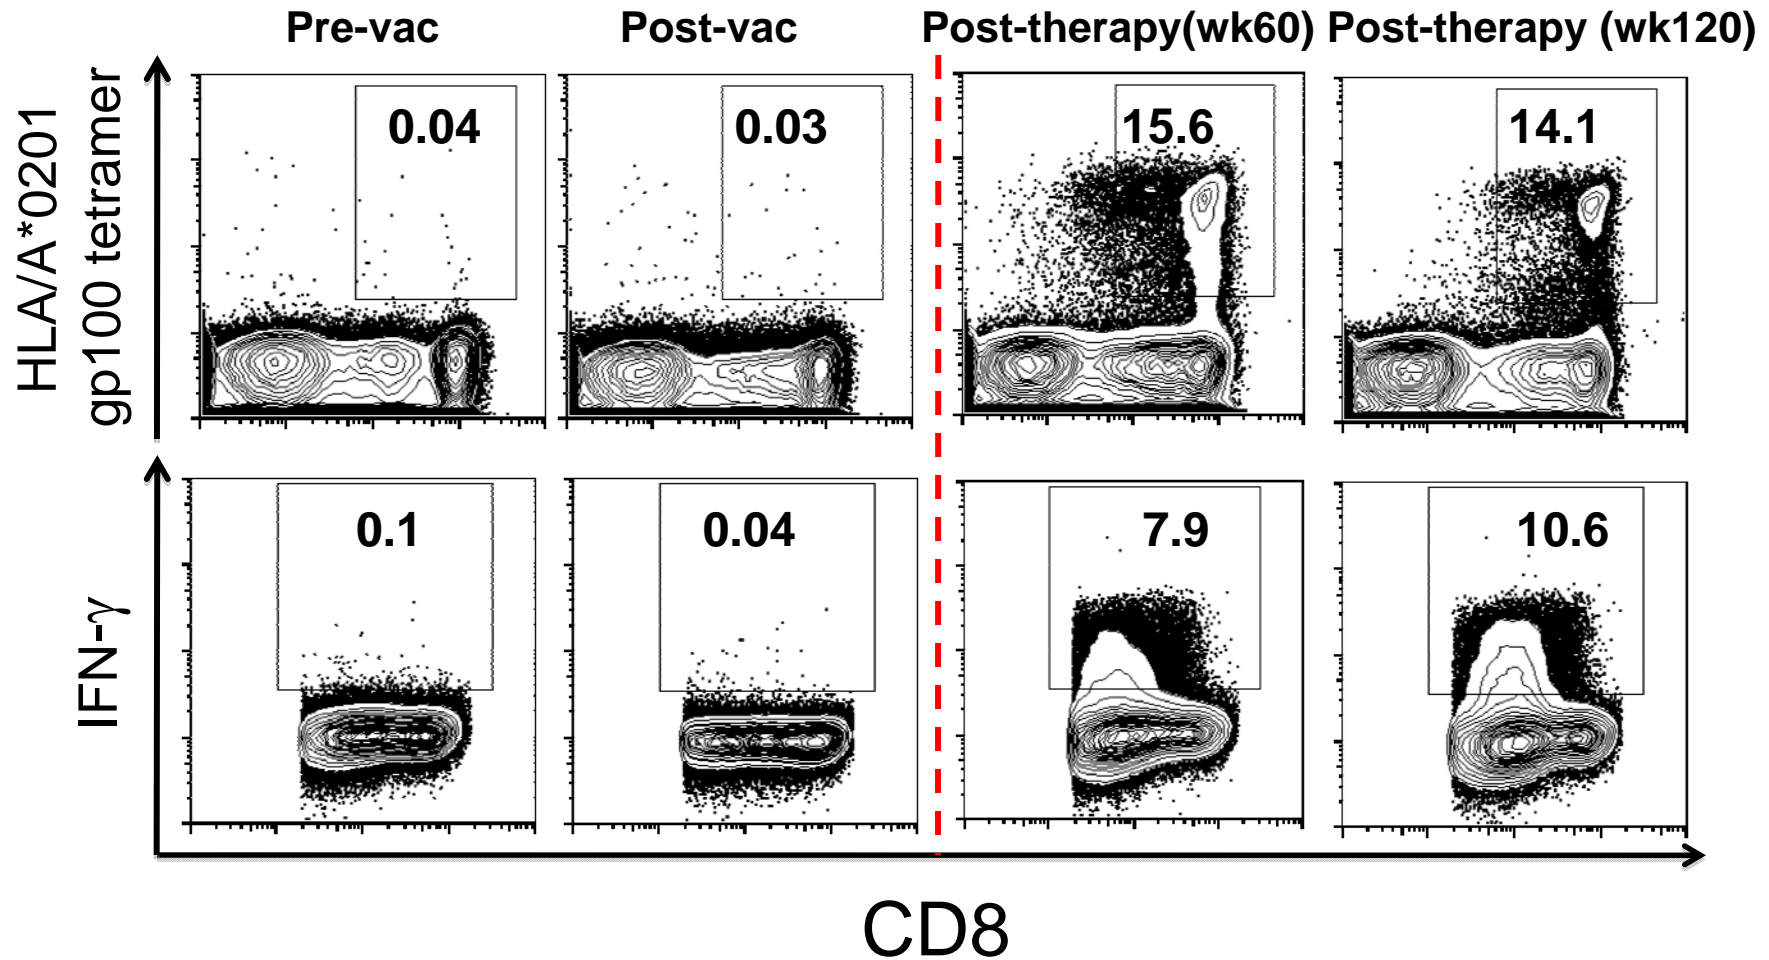 Pre-vac
Post-vac
Post-therapy(wk60)
Post-therapy (wk120)
HLA/A*0201
gp100 tetramer
0.04
0.03
15.6
14.1
IFN-γ
0.1
0.04
7.9
10.6
CD8